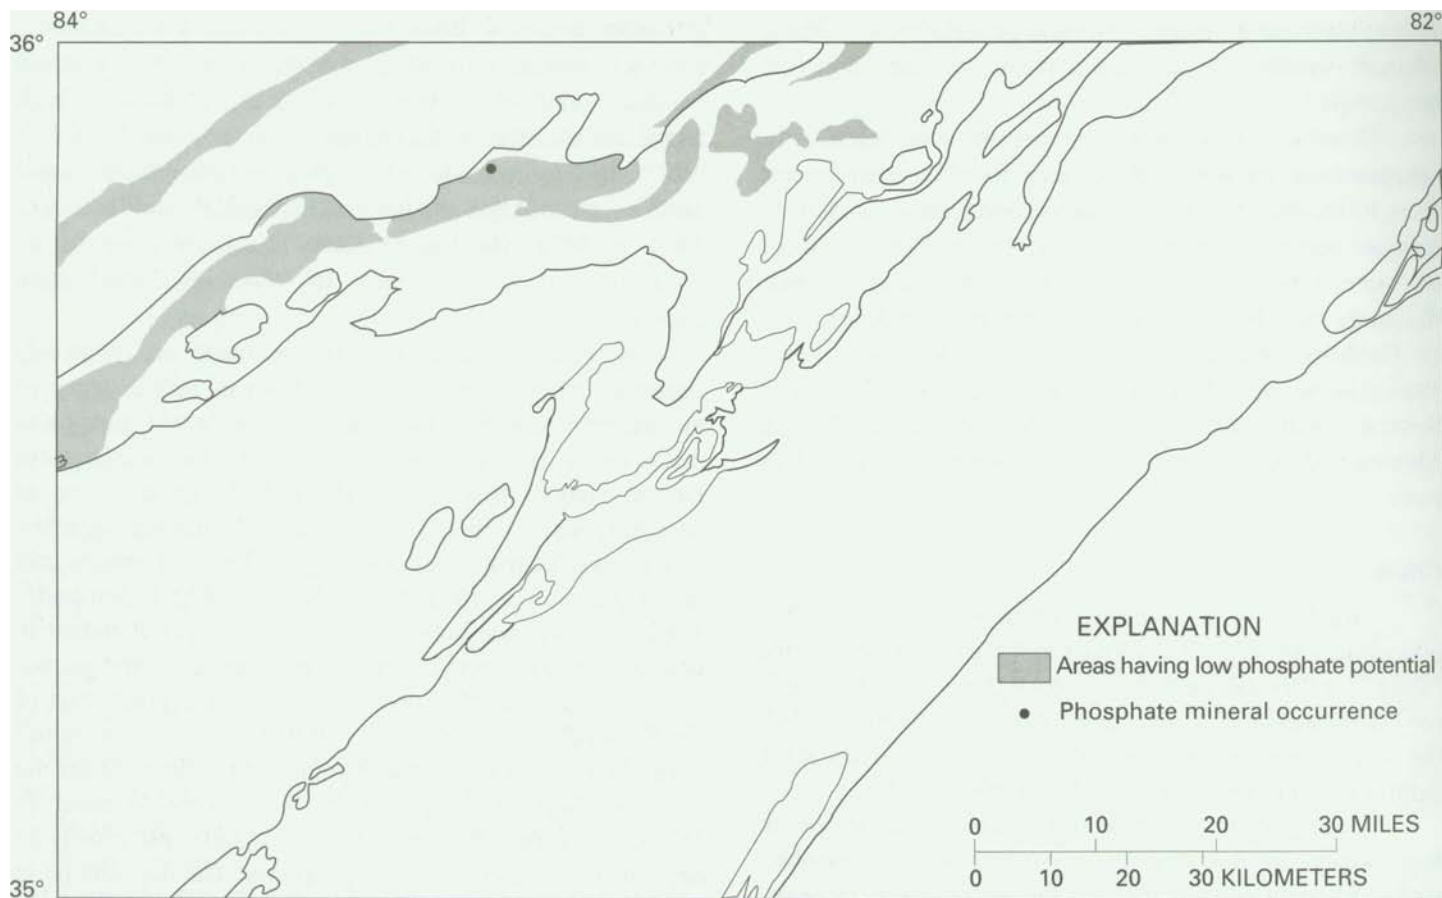 84°
82°
36°
EXPLANATION
Areas having low phosphate potential
Phosphate mineral occurrence
0 10 20 30 MILES
0 10 20 30 KILOMETERS
35°